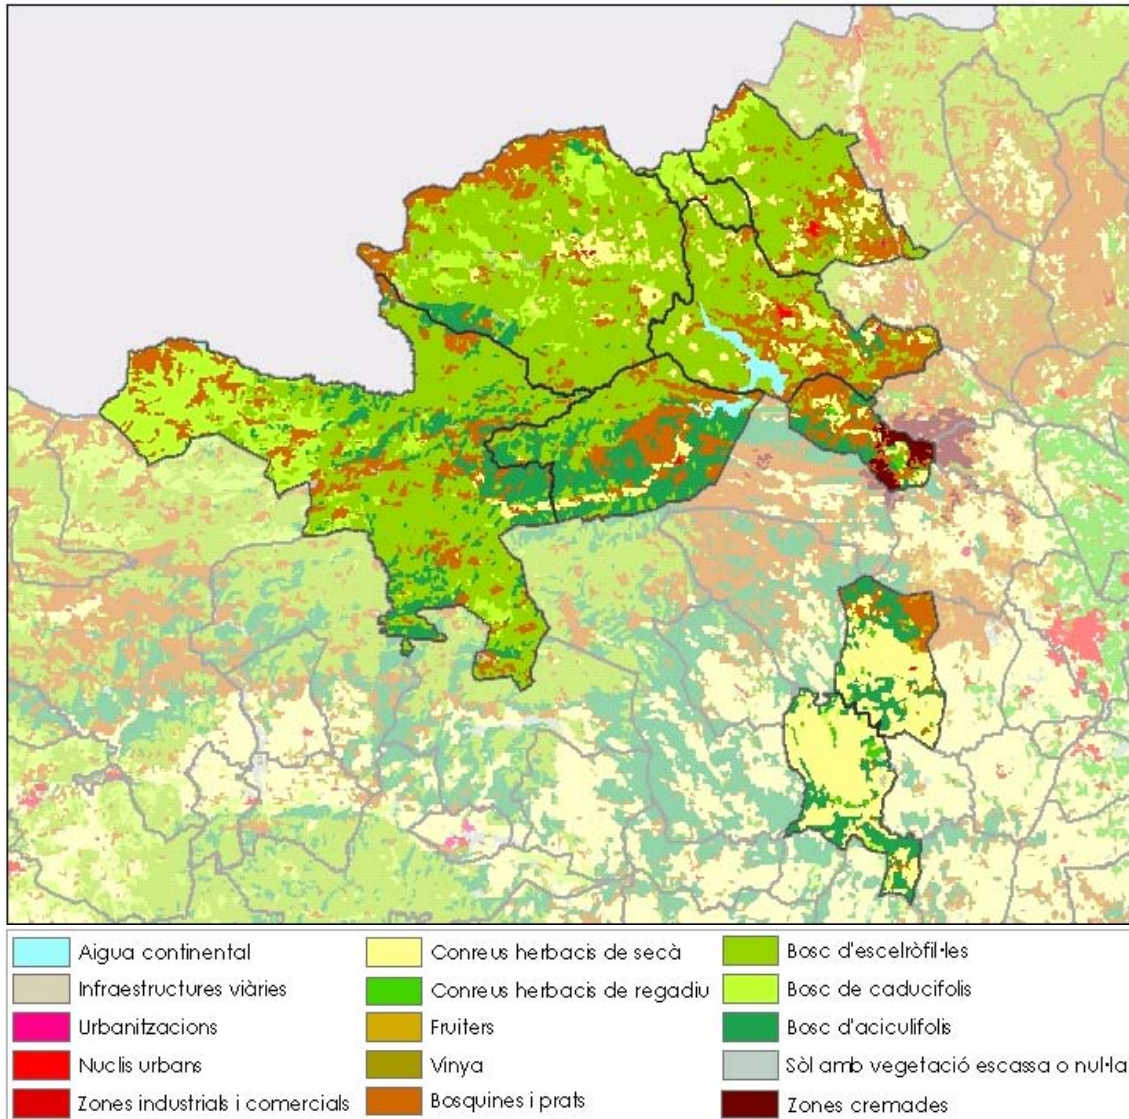 Aigua continental
Infraestructures viàries
Urbanitzacions
Nuclis urbans
Zones industrials i comercials
Conreus herbacis de secà
Conreus herbacis de regadiu
Fruiters
Vinya
Bosquines i prats
Bosc d'escelròfil·les
Bosc de caducifolis
Bosc d'aciculifolis
Sòl amb vegetació escassa o nul·la
Zones cremades